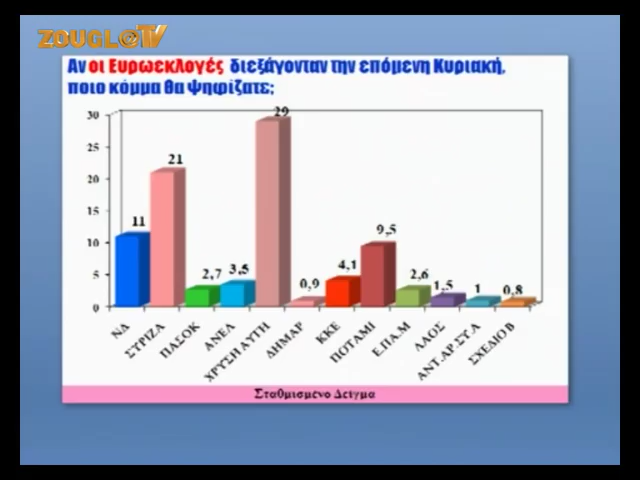 ZOUGL@TV
Αν οι Ευρωεκλογές διεξάγονταν την επόμενη Κυριακή,
ποιο κόμμα θα Ψηφίζατε;
30
25
20
15
10
5
0
11
21
2,7
3,5
29
0,9
4,1
9,5
2,6
1,5
1
0,8
ΝΔ
ΣΥΡΙΖΑ
ΠΑΣΟΚ
ΑΝΕΛ
ΧΡΥΣΗ ΑΥΓΗ
ΔΗΜΑΡ
ΚΚΕ
ΠΟΤΑΜΙ
Ε.ΠΑ.Μ
ΛΑΟΣ
ΑΝΤ.ΑΡ.ΣΥ.Α
ΣΧΕΔΙΟ Β
Σταθμισμένο Δείγμα